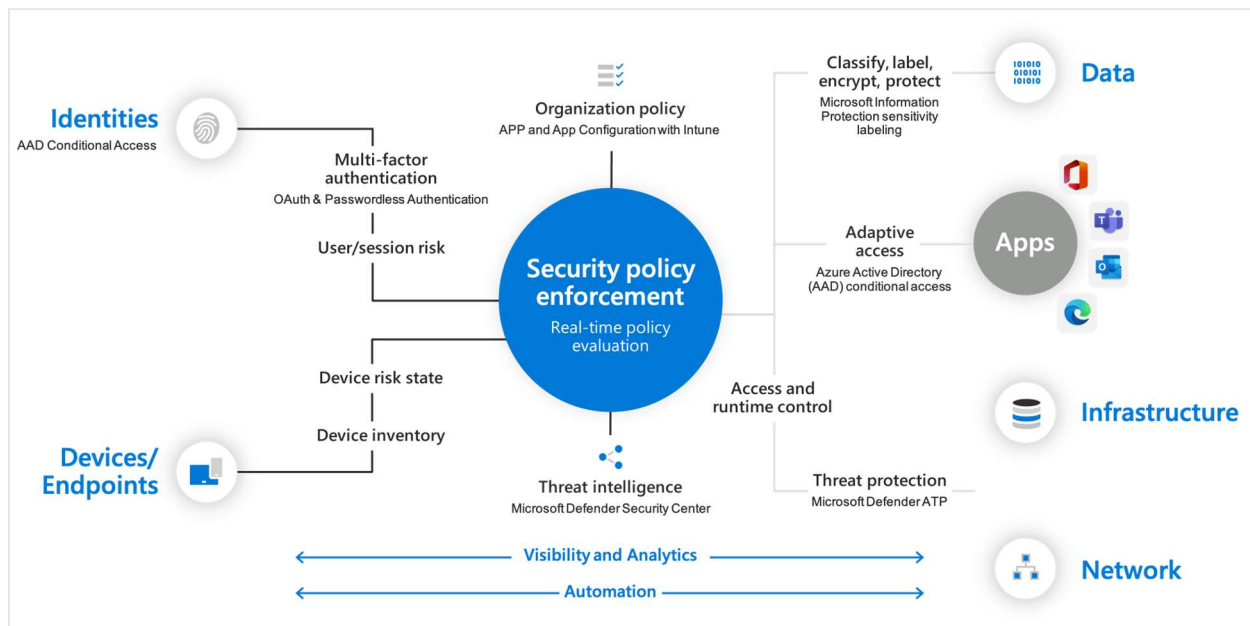 Identities
AAD Conditional Access
Multi-factor
authentication
OAuth & Passwordless Authentication
User/session risk
Device risk state
Device inventory
Devices/
Endpoints
Organization policy
APP and App Configuration with Intune
Security policy
enforcement
Real-time policy
evaluation
Threat intelligence
Microsoft Defender Security Center
Classify, label,
encrypt, protect
Microsoft Information
Protection sensitivity
labeling
Data
01010
01010
10101
Adaptive
access
Azure Active Directory
(AAD) conditional access
Apps
T
O
Access and
runtime control
Infrastructure
Threat protection
Microsoft Defender ATP
Network
Visibility and Analytics
Automation